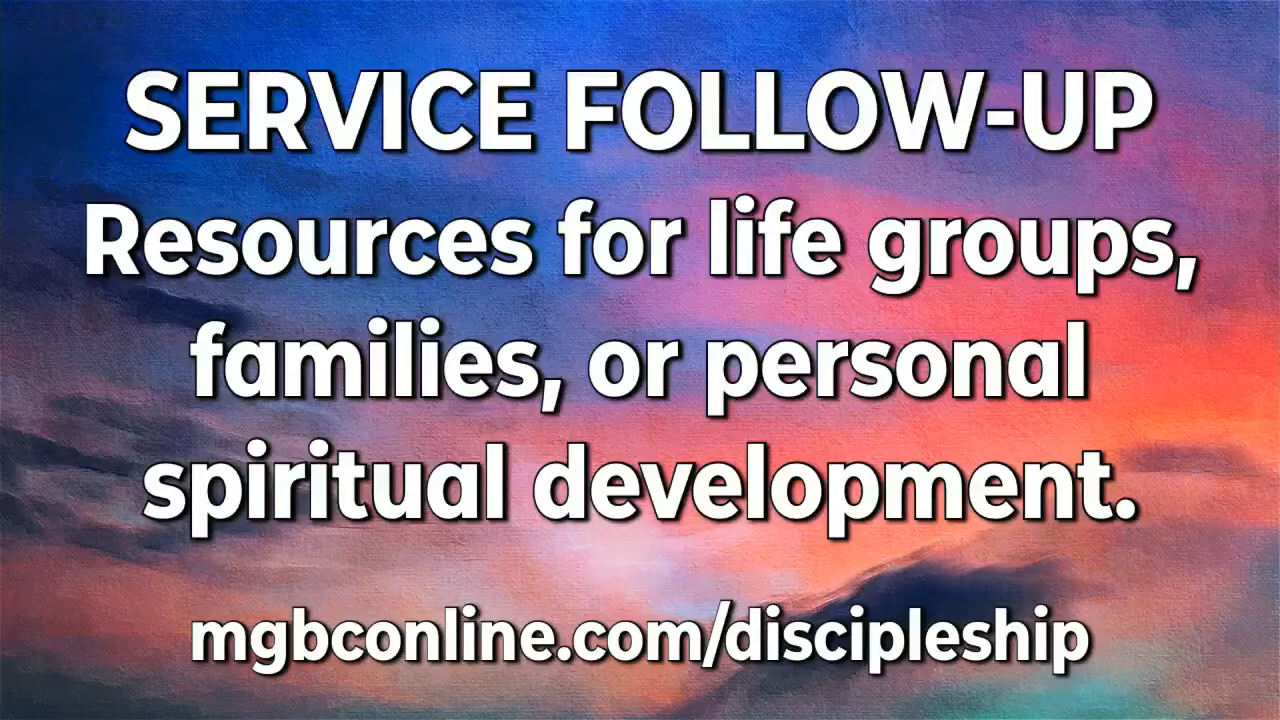 SERVICE FOLLOW-UP
Resources for life groups,
families, or personal
spiritual development.
mgbconline.com/discipleship